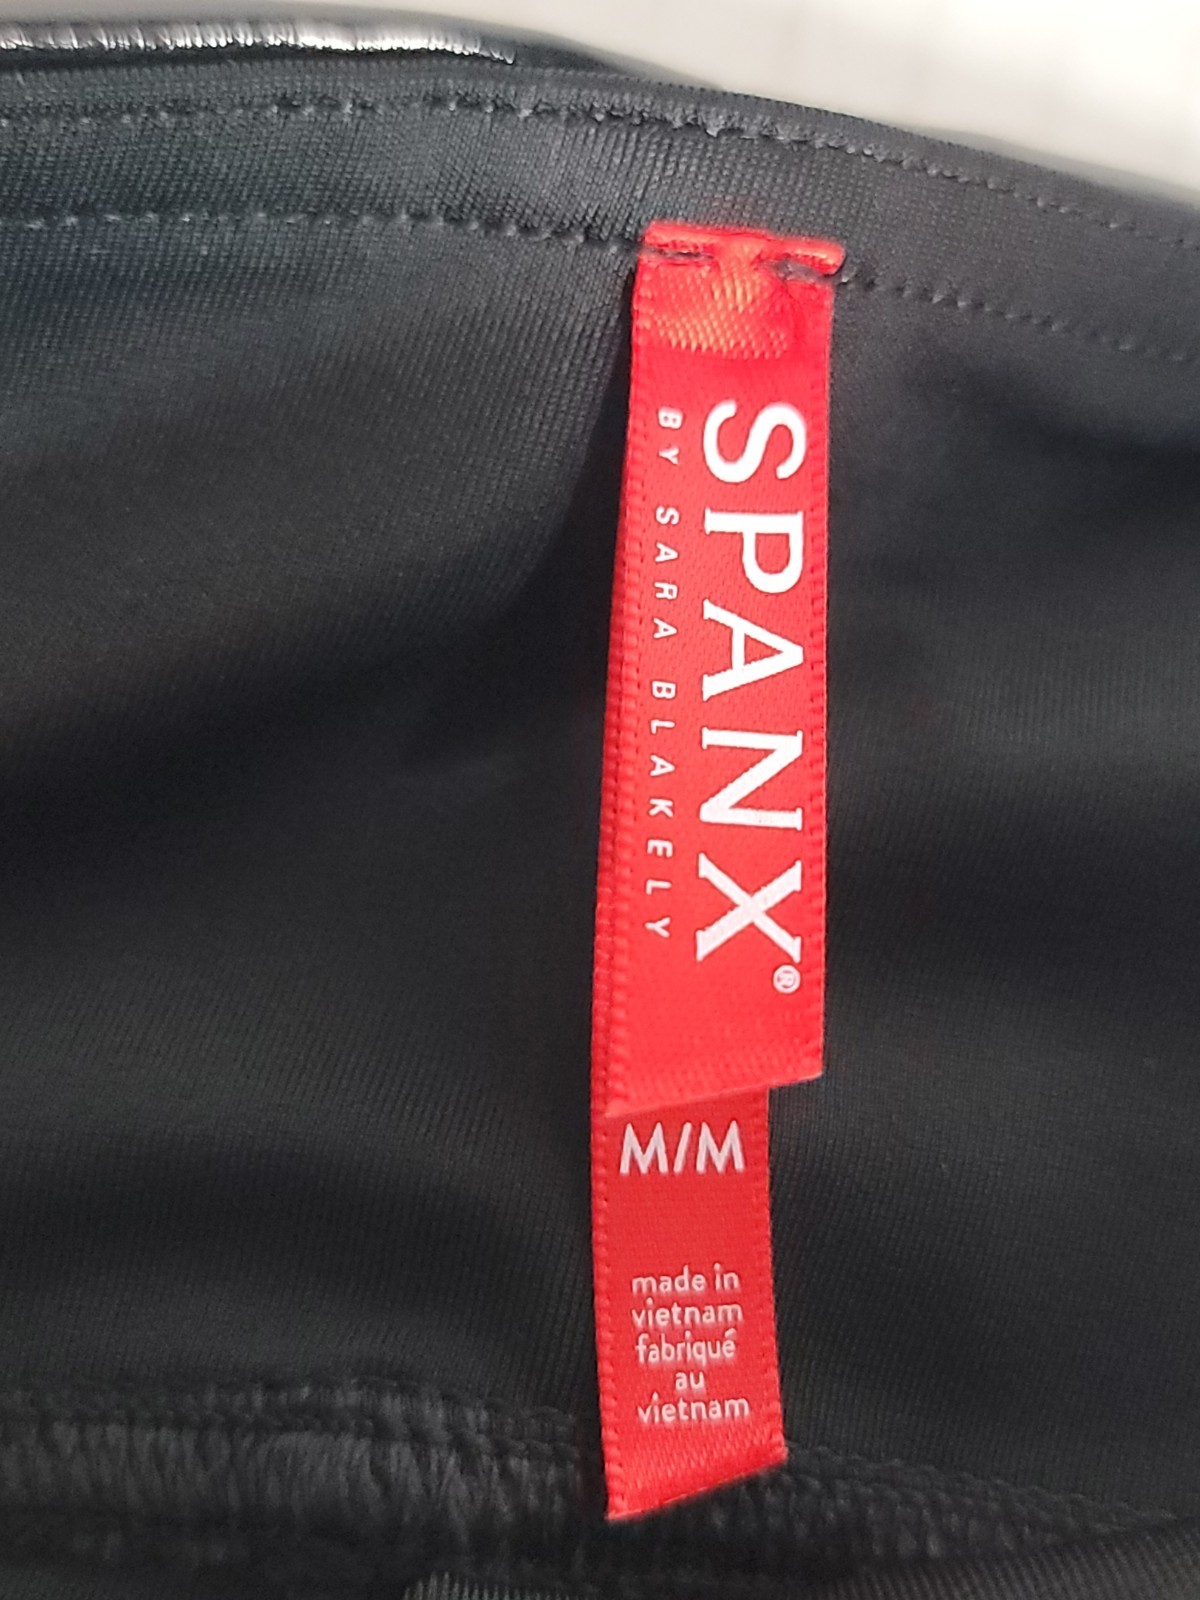 SPANX®
BY SARA BLAKELY
M/M
made in
vietnam
fabriqué
au
vietnam